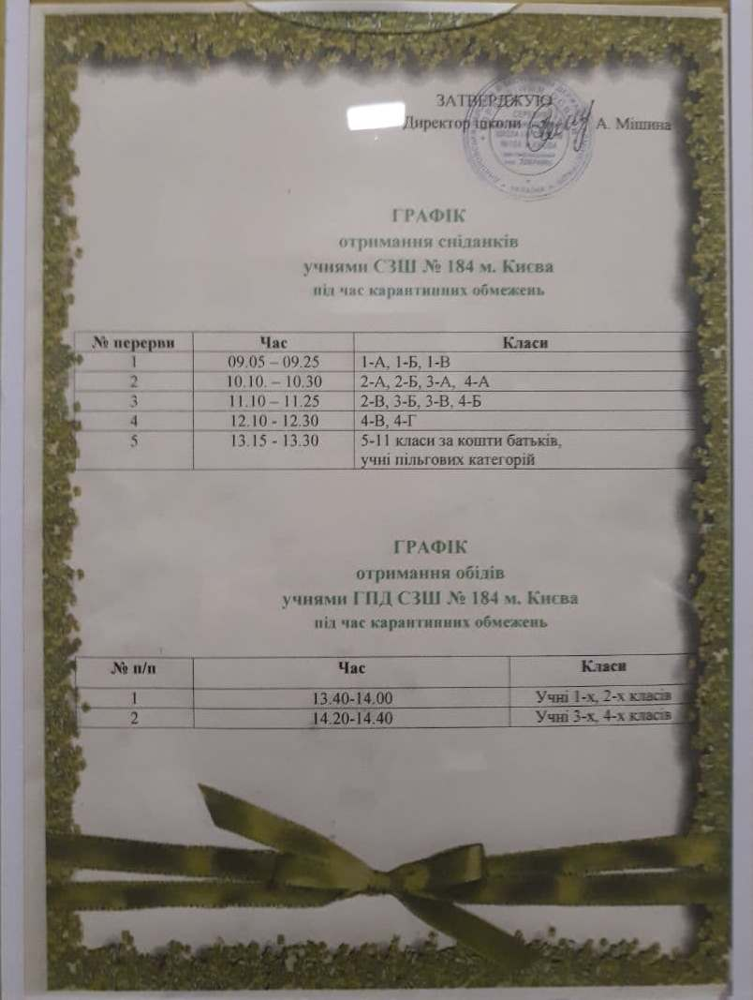 ЗАТВЕРДЖУЮ
Директор школи А. Мішина
ГРАФІК
отримання сніданків
учнями СЗШ № 184 м. Києва
під час карантинних обмежень
№ перерви Час Класи
1 09.05 – 09.25 1-А, 1-Б, 1-В
2 10.10. – 10.30 2-А, 2-Б, 3-А, 4-А
3 11.10 – 11.25 2-В, 3-Б, 3-В, 4-Б
4 12.10 - 12.30 4-В, 4-Г
5 13.15 - 13.30 5-11 класи за кошти батьків,
учні пільгових категорій
ГРАФІК
отримання обідів
учнями ГПД СЗШ № 184 м. Києва
під час карантинних обмежень
№ п/п Час Класи
1 13.40-14.00 Учні 1-х, 2-х класів
2 14.20-14.40 Учні 3-х, 4-х класів